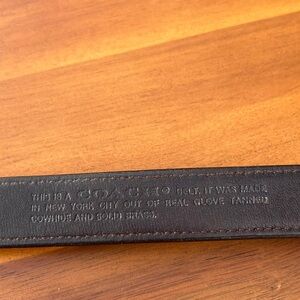 THIS IS A COACH® BELT. IT WAS MADE
IN NEW YORK CITY OUT OF REAL GLOVE TANNED
COWHIDE AND SOLID BRASS.